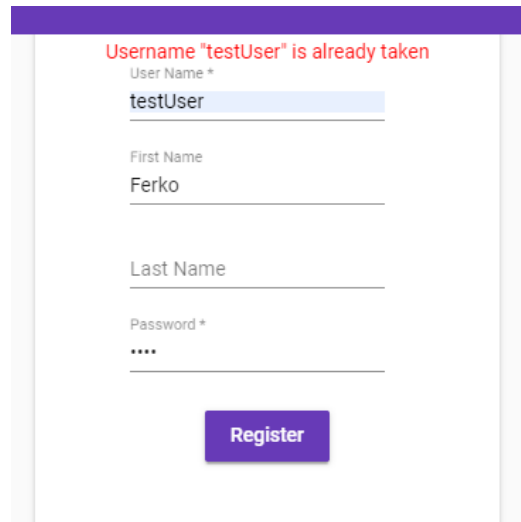 Username "testUser" is already taken
User Name *
testUser
First Name
Ferko
Last Name
Password *
••••
Register